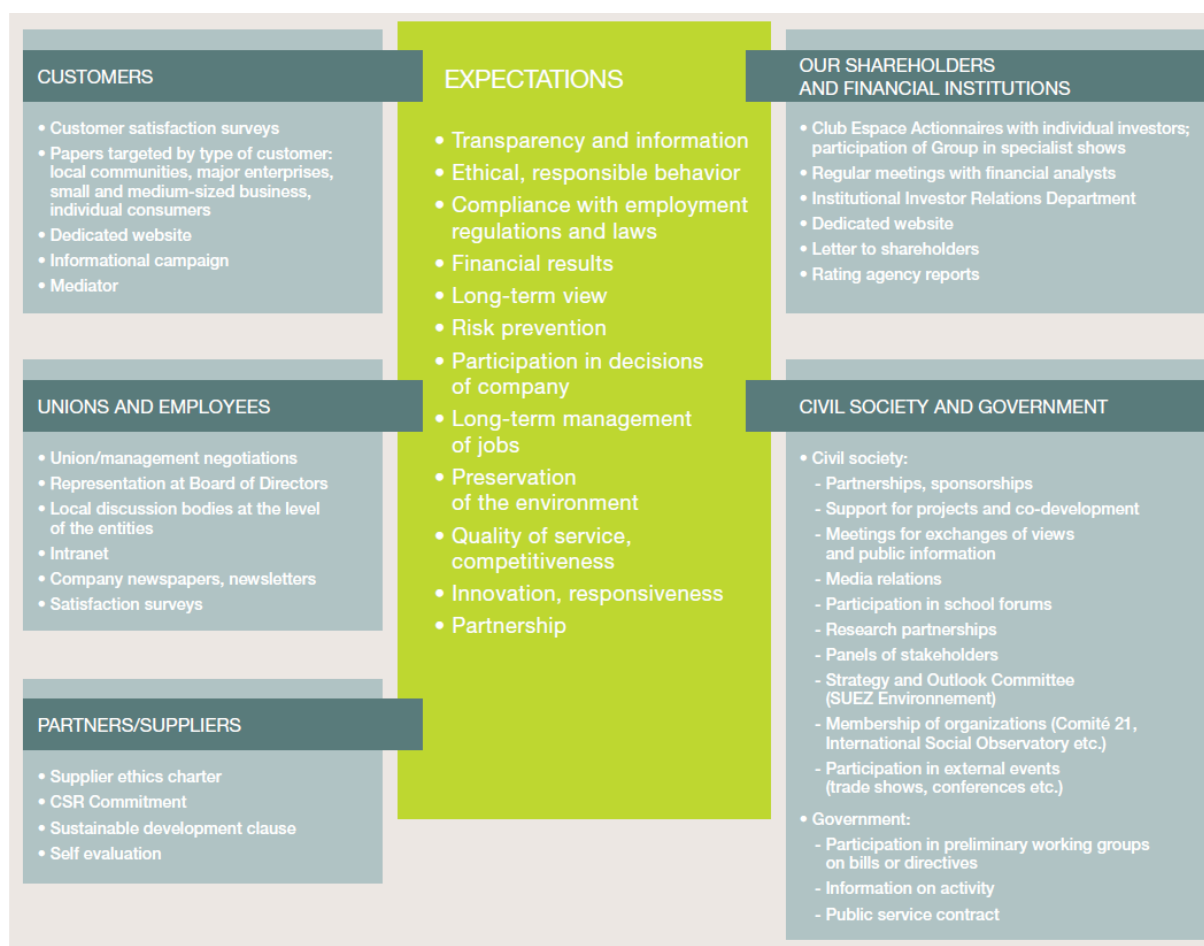 CUSTOMERS
• Customer satisfaction surveys
• Papers targeted by type of customer:
local communities, major enterprises,
small and medium-sized business,
individual consumers
• Dedicated website
• Informational campaign
• Mediator
UNIONS AND EMPLOYEES
• Union/management negotiations
• Representation at Board of Directors
• Local discussion bodies at the level
of the entities
• Intranet
• Company newspapers, newsletters
• Satisfaction surveys
PARTNERS/SUPPLIERS
• Supplier ethics charter
• CSR Commitment
• Sustainable development clause
• Self evaluation
EXPECTATIONS
• Transparency and information
• Ethical, responsible behavior
• Compliance with employment
regulations and laws
• Financial results
• Long-term view
• Risk prevention
• Participation in decisions
of company
• Long-term management
of jobs
• Preservation
of the environment
• Quality of service,
competitiveness
• Innovation, responsiveness
• Partnership
OUR SHAREHOLDERS
AND FINANCIAL INSTITUTIONS
• Club Espace Actionnaires with individual investors;
participation of Group in specialist shows
• Regular meetings with financial analysts
• Institutional Investor Relations Department
• Dedicated website
• Letter to shareholders
• Rating agency reports
CIVIL SOCIETY AND GOVERNMENT
• Civil society:
- Partnerships, sponsorships
- Support for projects and co-development
- Meetings for exchanges of views
and public information
- Media relations
- Participation in school forums
- Research partnerships
- Panels of stakeholders
- Strategy and Outlook Committee
(SUEZ Environnement)
- Membership of organizations (Comité 21,
International Social Observatory etc.)
- Participation in external events
(trade shows, conferences etc.)
• Government:
- Participation in preliminary working groups
on bills or directives
- Information on activity
- Public service contract